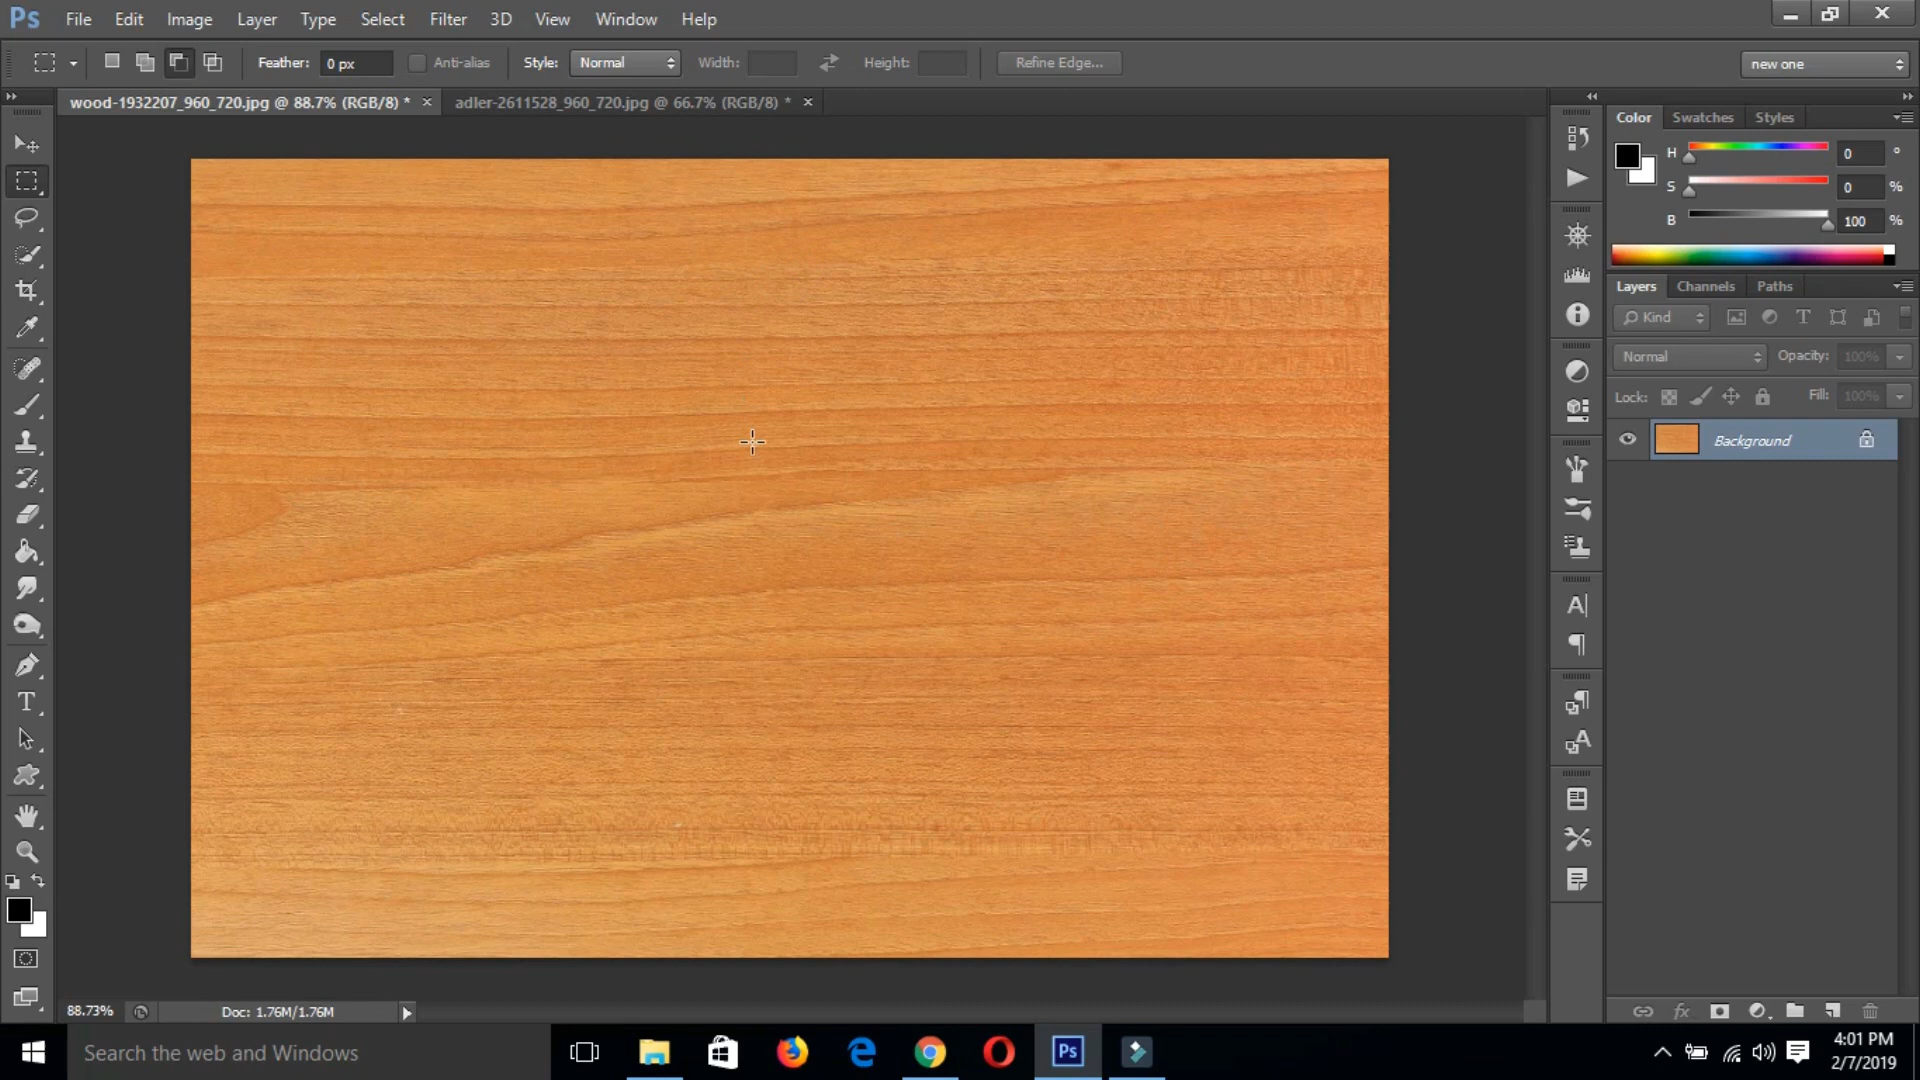 Ps File Edit Image Layer Type Select Filter 3D View Window Help
Feather: 0 px Anti-alias Style: Normal Width: Height: Refine Edge... new one
wood-1932207_960_720.jpg @ 88.7% (RGB/8) * × adler-2611528_960_720.jpg @ 66.7% (RGB/8) * ×
Color Swatches Styles
H 0 °
S 0 %
B 100 %
Layers Channels Paths
Kind
Normal Opacity: 100%
Lock: Fill: 100%
Background
88.73% Doc: 1.76M/1.76M
Search the web and Windows
Ps
4:01 PM
2/7/2019